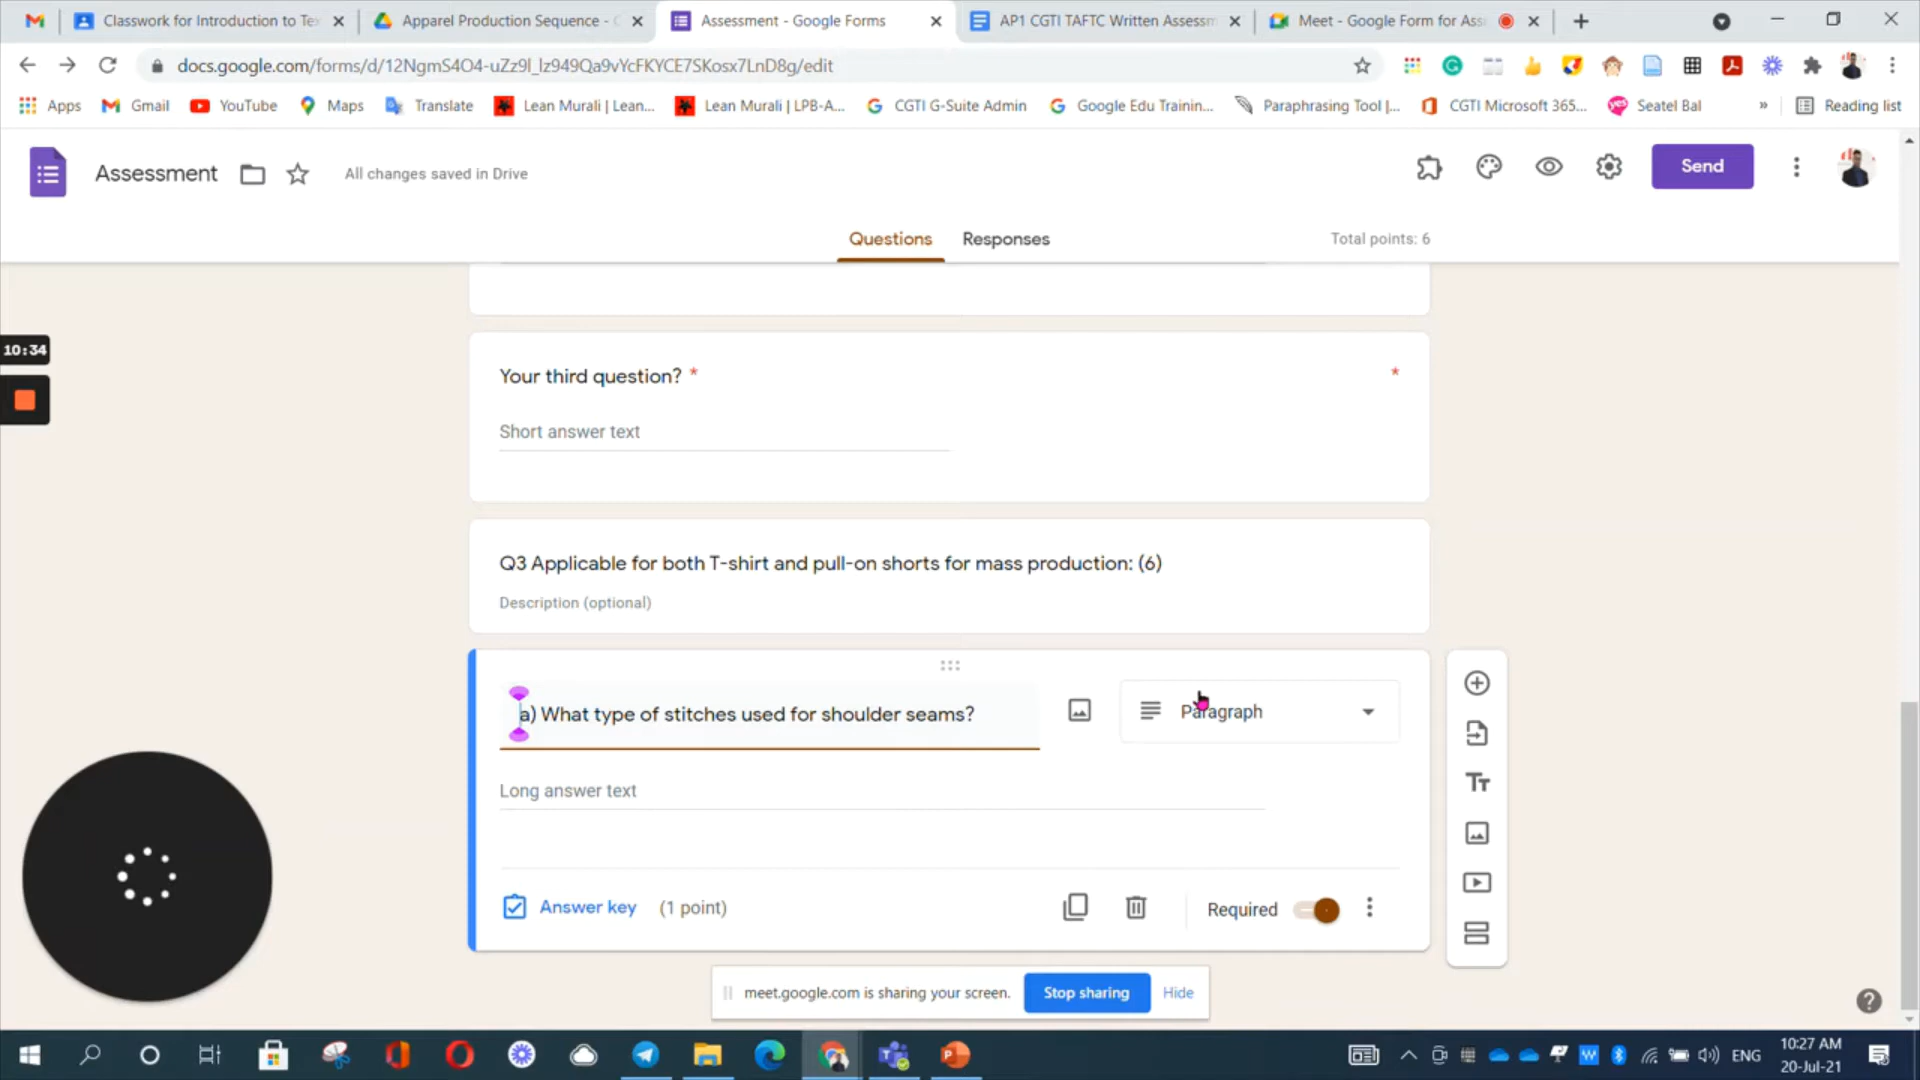 Classwork for Introduction to Te
Apparel Production Sequence -
Assessment - Google Forms
AP1 CGTI TAFTC Written Assessm
Meet - Google Form for Ass
docs.google.com/forms/d/12NgmS4O4-uZz9l_lz949Qa9vYcFKYCE7SKosx7LnD8g/edit
Apps
Gmail
YouTube
Maps
Translate
Lean Murali | Lean...
Lean Murali | LPB-A...
CGTI G-Suite Admin
Google Edu Trainin...
Paraphrasing Tool |...
CGTI Microsoft 365...
Seatel Bal
»
Reading list
Assessment
All changes saved in Drive
Send
Questions
Responses
Total points: 6
10:34
Your third question? *
*
Short answer text
Q3 Applicable for both T-shirt and pull-on shorts for mass production: (6)
Description (optional)
a) What type of stitches used for shoulder seams?
Paragraph
Long answer text
Tт
Answer key (1 point)
Required
meet.google.com is sharing your screen.
Stop sharing
Hide
ENG
10:27 AM
20-Jul-21